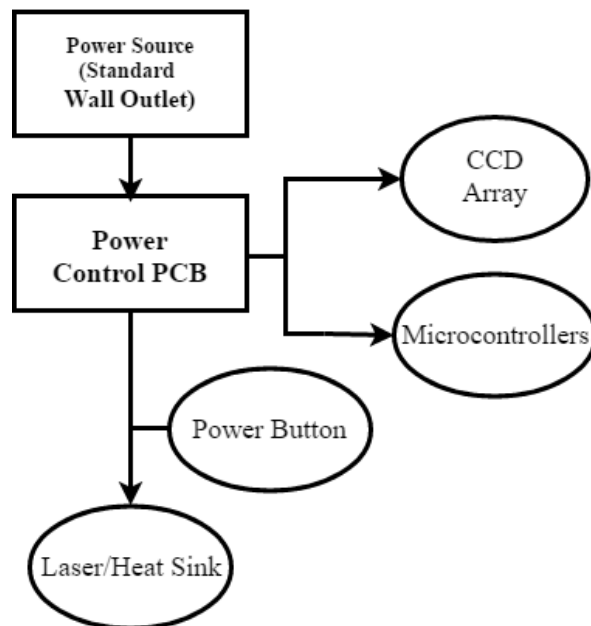 Power Source
(Standard
Wall Outlet)
CCD
Array
Power
Control PCB
Microcontrollers
Power Button
Laser/Heat Sink